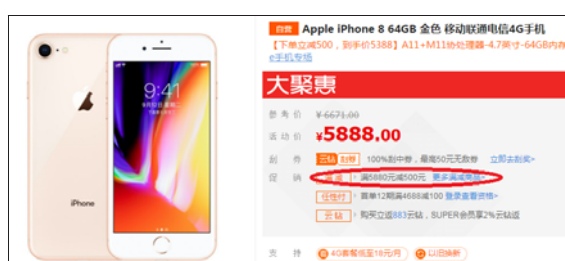 自营 Apple iPhone 8 64GB 金色 移动联通电信4G手机
【下单立减500，到手价5388】A11+M11协处理器-4.7英寸-64GB内存
e手机专场
大聚惠
参考价 ¥6671.00
活动价 ¥5888.00
刮券 云钻 刮券 100%刮中券，最高50元无敌券 立即去刮奖>
促销 满减 满5880元减500元 更多满减商品>
任性付 首单12期满4688减100 登录查看资格>
云钻 购买立返883云钻，SUPER会员享2%云钻返
支持 4G套餐低至18元/月 以旧换新
9:41
iPhone